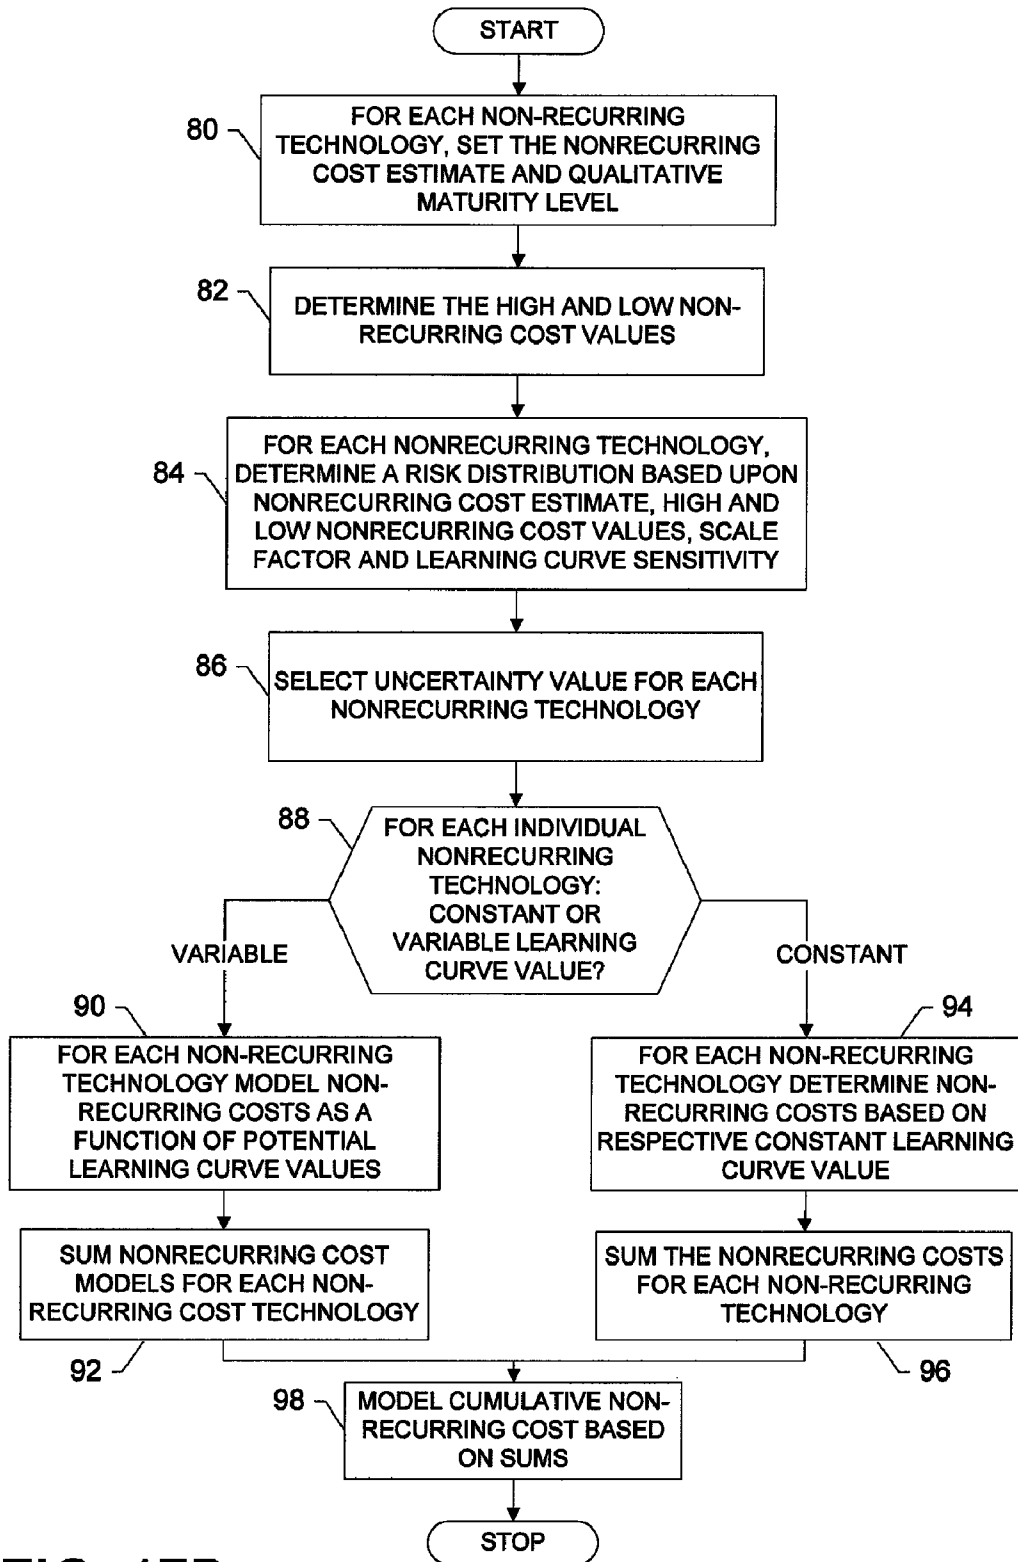 START
80
FOR EACH NON-RECURRING
TECHNOLOGY, SET THE NONRECURRING
COST ESTIMATE AND QUALITATIVE
MATURITY LEVEL
82
DETERMINE THE HIGH AND LOW NON-
RECURRING COST VALUES
84
FOR EACH NONRECURRING TECHNOLOGY,
DETERMINE A RISK DISTRIBUTION BASED UPON
NONRECURRING COST ESTIMATE, HIGH AND
LOW NONRECURRING COST VALUES, SCALE
FACTOR AND LEARNING CURVE SENSITIVITY
86
SELECT UNCERTAINTY VALUE FOR EACH
NONRECURRING TECHNOLOGY
88
FOR EACH INDIVIDUAL
NONRECURRING
TECHNOLOGY:
CONSTANT OR
VARIABLE LEARNING
CURVE VALUE?
VARIABLE
CONSTANT
90
FOR EACH NON-RECURRING
TECHNOLOGY MODEL NON-
RECURRING COSTS AS A
FUNCTION OF POTENTIAL
LEARNING CURVE VALUES
94
FOR EACH NON-RECURRING
TECHNOLOGY DETERMINE NON-
RECURRING COSTS BASED ON
RESPECTIVE CONSTANT LEARNING
CURVE VALUE
SUM NONRECURRING COST
MODELS FOR EACH NON-
RECURRING COST TECHNOLOGY
92
SUM THE NONRECURRING COSTS
FOR EACH NON-RECURRING
TECHNOLOGY
96
98
MODEL CUMULATIVE NON-
RECURRING COST BASED
ON SUMS
STOP